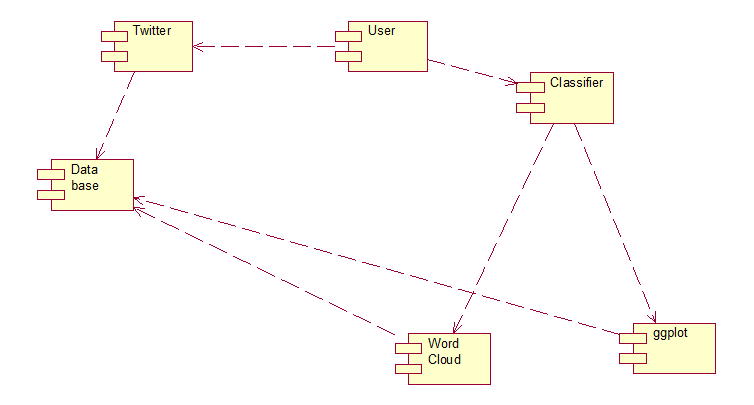 Twitter
User
Classifier
Data
base
Word
Cloud
ggplot